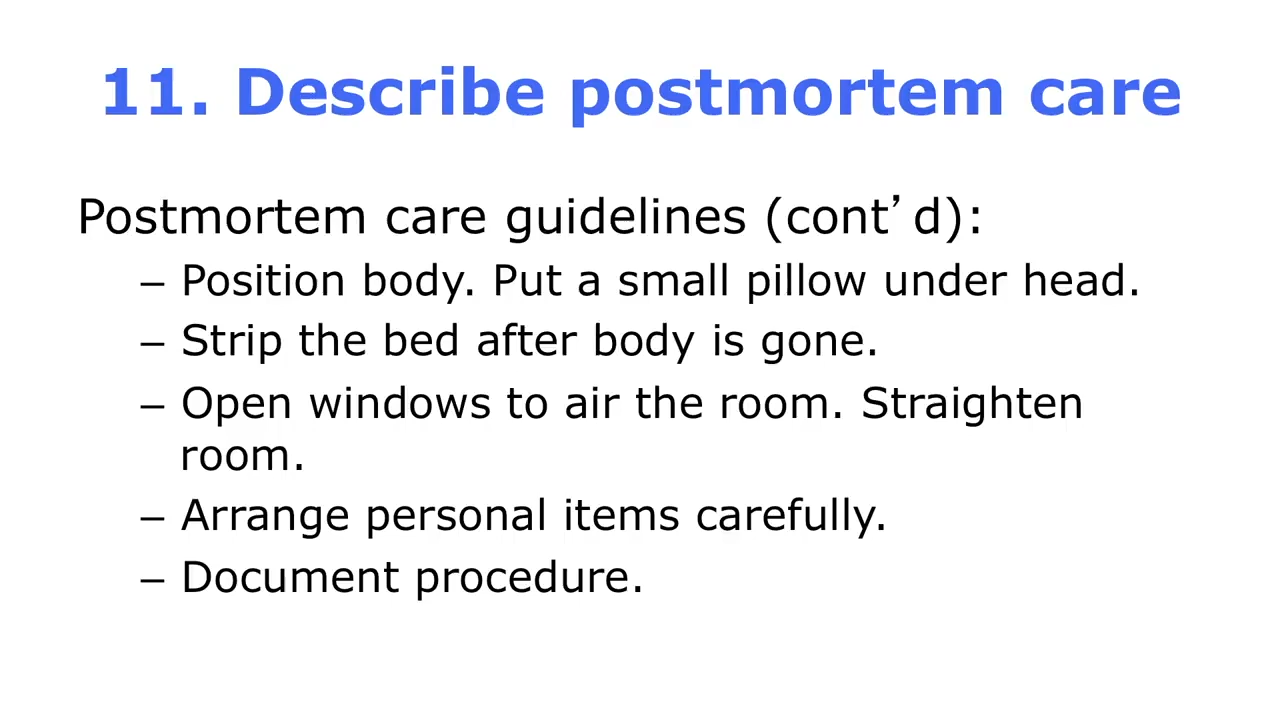 11. Describe postmortem care
Postmortem care guidelines (cont’d):
– Position body. Put a small pillow under head.
– Strip the bed after body is gone.
– Open windows to air the room. Straighten
room.
– Arrange personal items carefully.
– Document procedure.